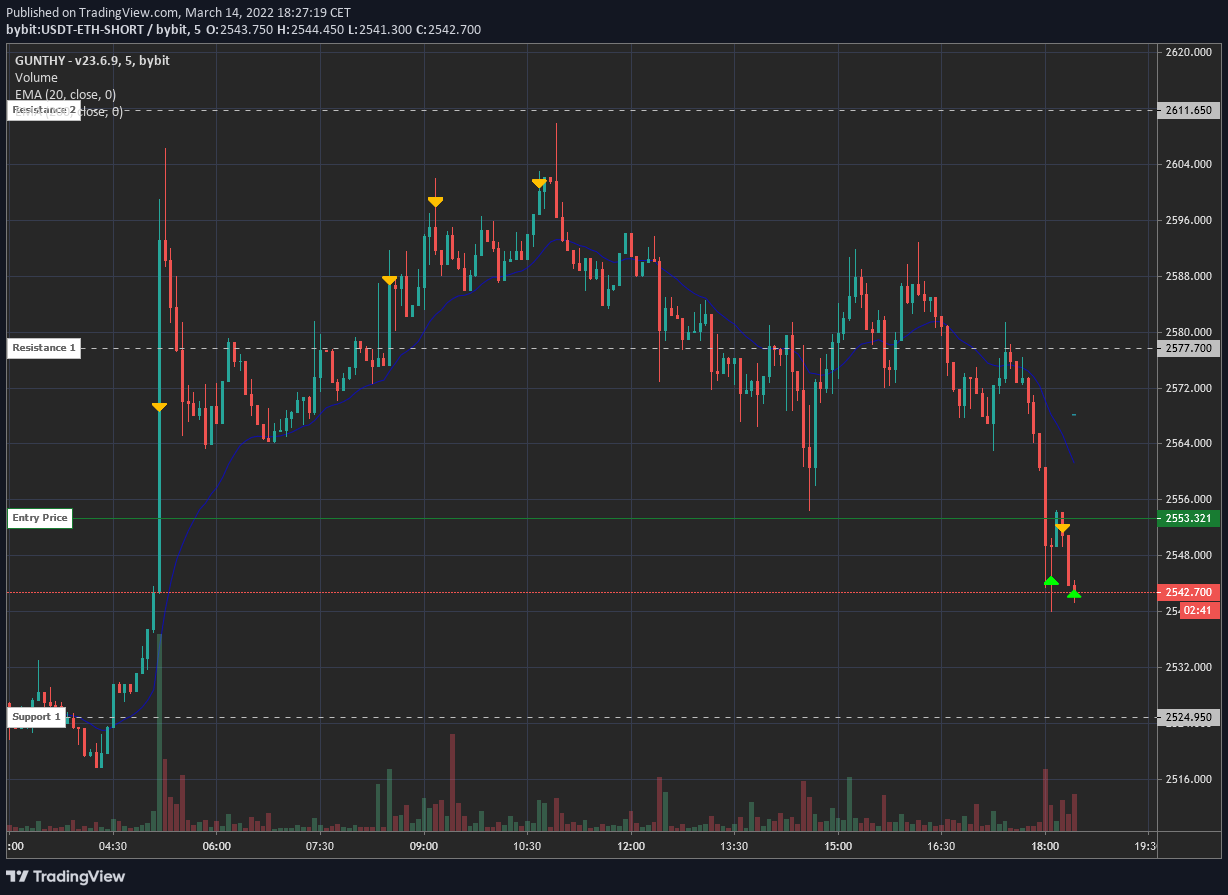 Published on TradingView.com, March 14, 2022 18:27:19 CET
bybit:USDT-ETH-SHORT / bybit, 5 O:2543.750 H:2544.450 L:2541.300 C:2542.700
GUNTHY - v23.6.9, 5, bybit
Volume
EMA (20, close, 0)
close, 0)
2620.000
Resistance 2
2611.650
2604.000
2596.000
2588.000
2580.000
Resistance 1
2577.700
2572.000
2564.000
2556.000
Entry Price
2553.321
2548.000
2542.700
02:41
2532.000
Support 1
2524.950
2516.000
:00 04:30 06:00 07:30 09:00 10:30 12:00 13:30 15:00 16:30 18:00 19:3
TradingView